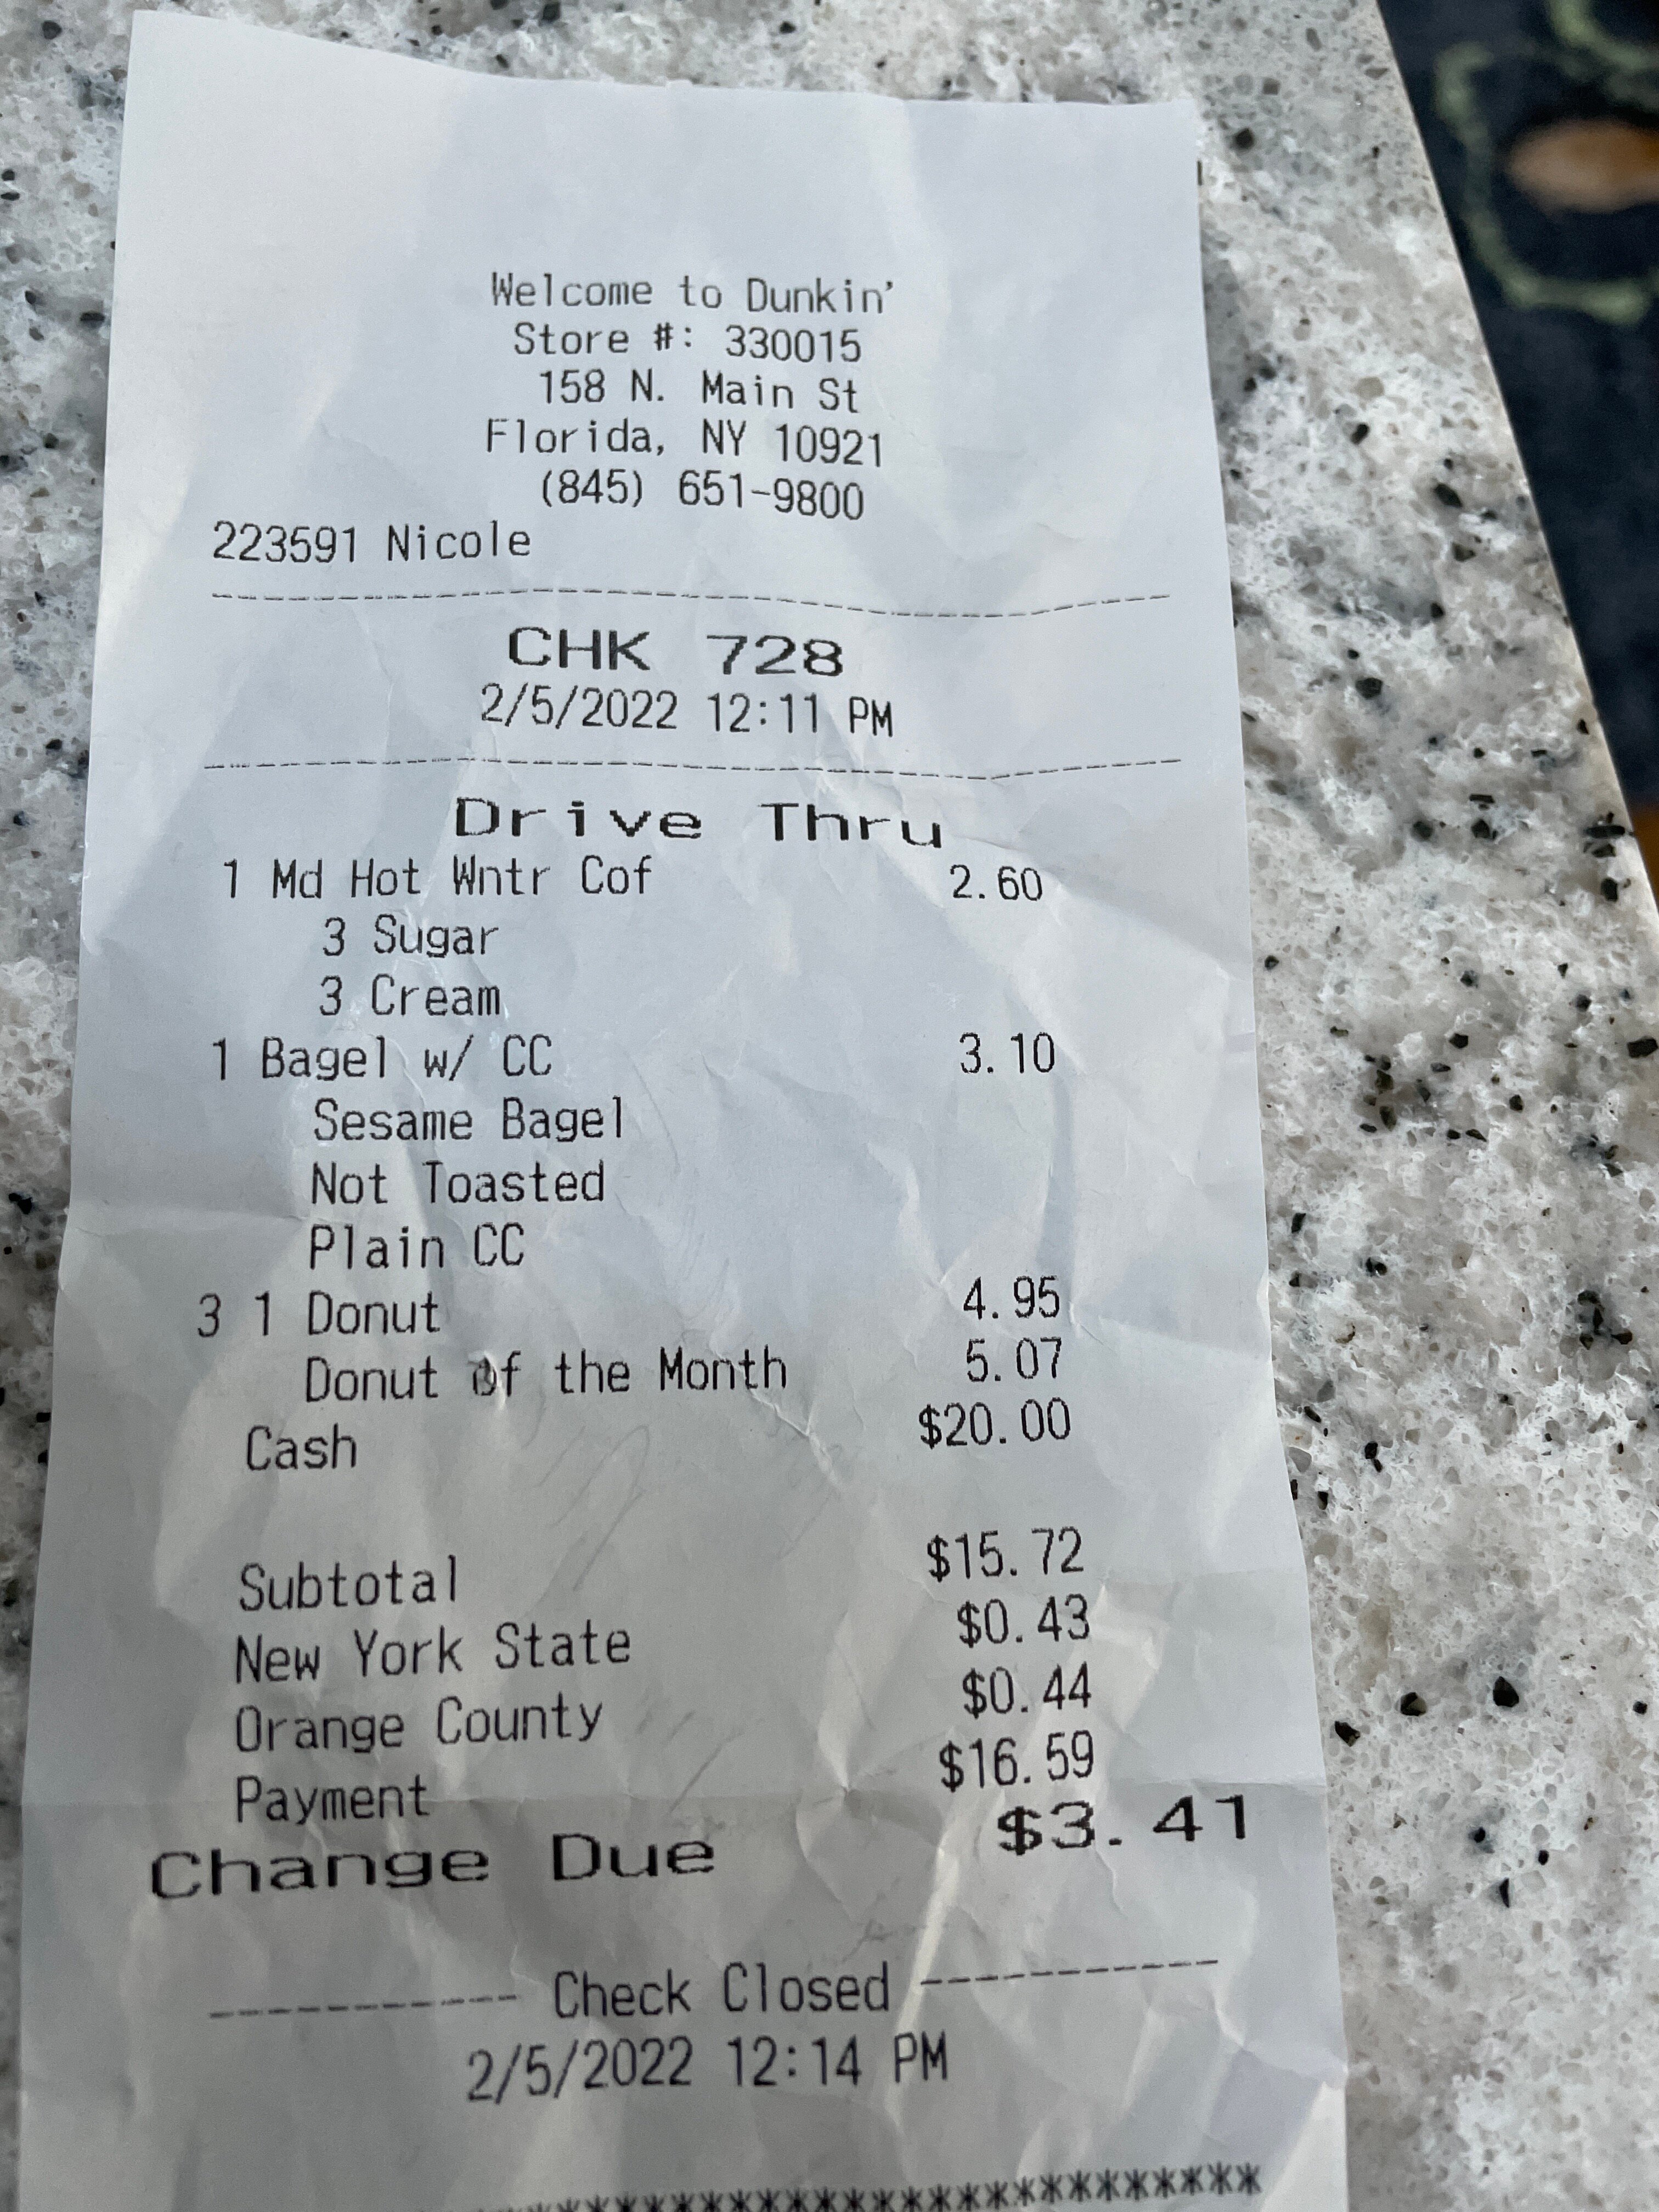 Welcome to Dunkin'
Store #: 330015
158 N. Main St
Florida, NY 10921
(845) 651-9800
223591 Nicole
CHK 728
2/5/2022 12:11 PM
Drive Thru
1 Md Hot Wntr Cof 2.60
3 Sugar
3 Cream
1 Bagel w/ CC 3.10
Sesame Bagel
Not Toasted
Plain CC
3 1 Donut 4.95
Donut of the Month 5.07
Cash $20.00
Subtotal $15.72
New York State $0.43
Orange County $0.44
Payment $16.59
Change Due $3.41
----------- Check Closed -----------
2/5/2022 12:14 PM